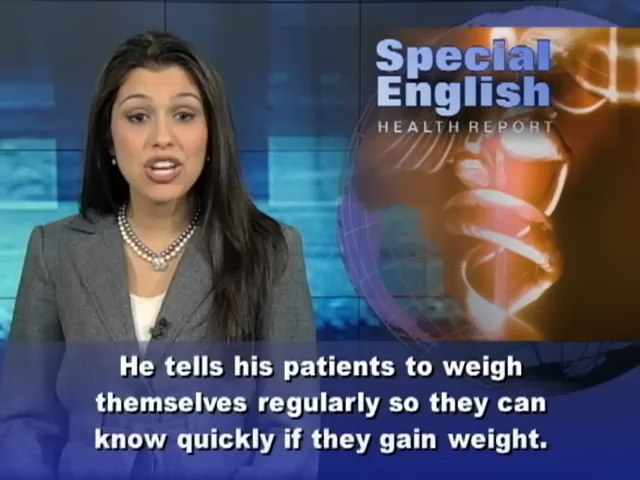 Special
English
HEALTH REPORT
He tells his patients to weigh
themselves regularly so they can
know quickly if they gain weight.